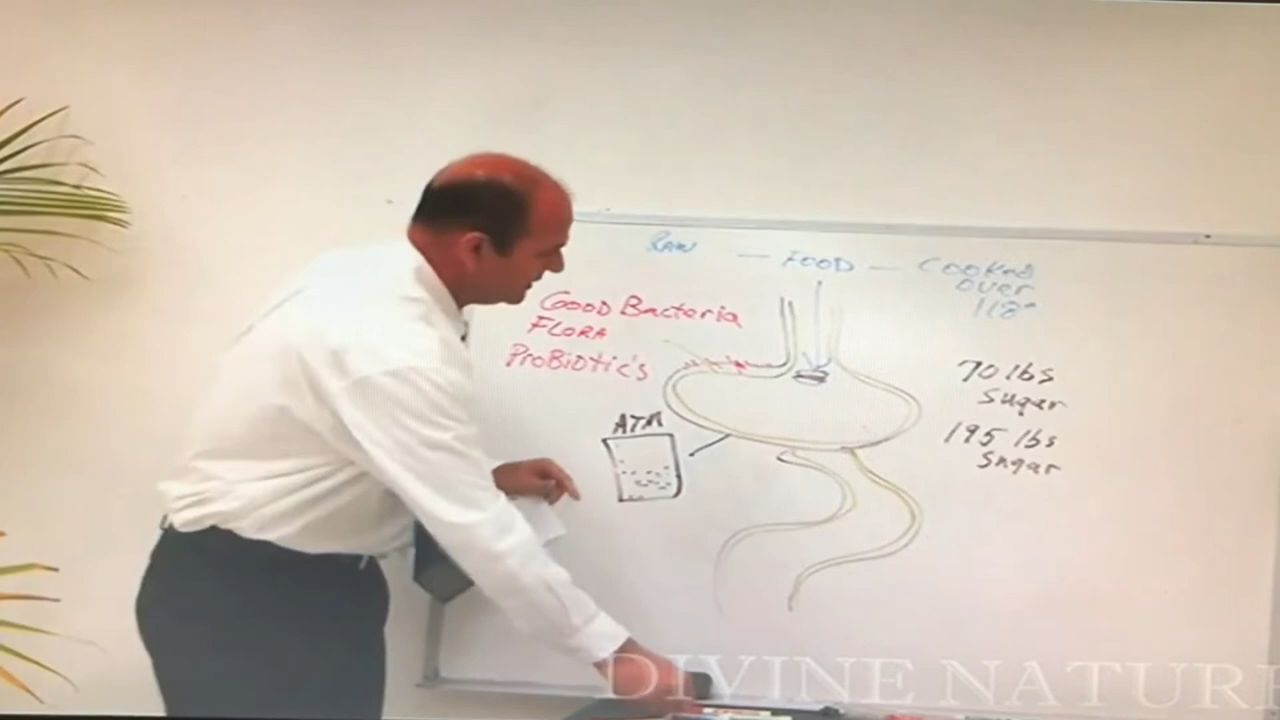 RAW — FOOD — Cooked
over
118°
Good Bacteria
FLORA
ProBiotic's
70 lbs
Sugar
ATM
195 lbs
Sugar
DIVINE NATURE